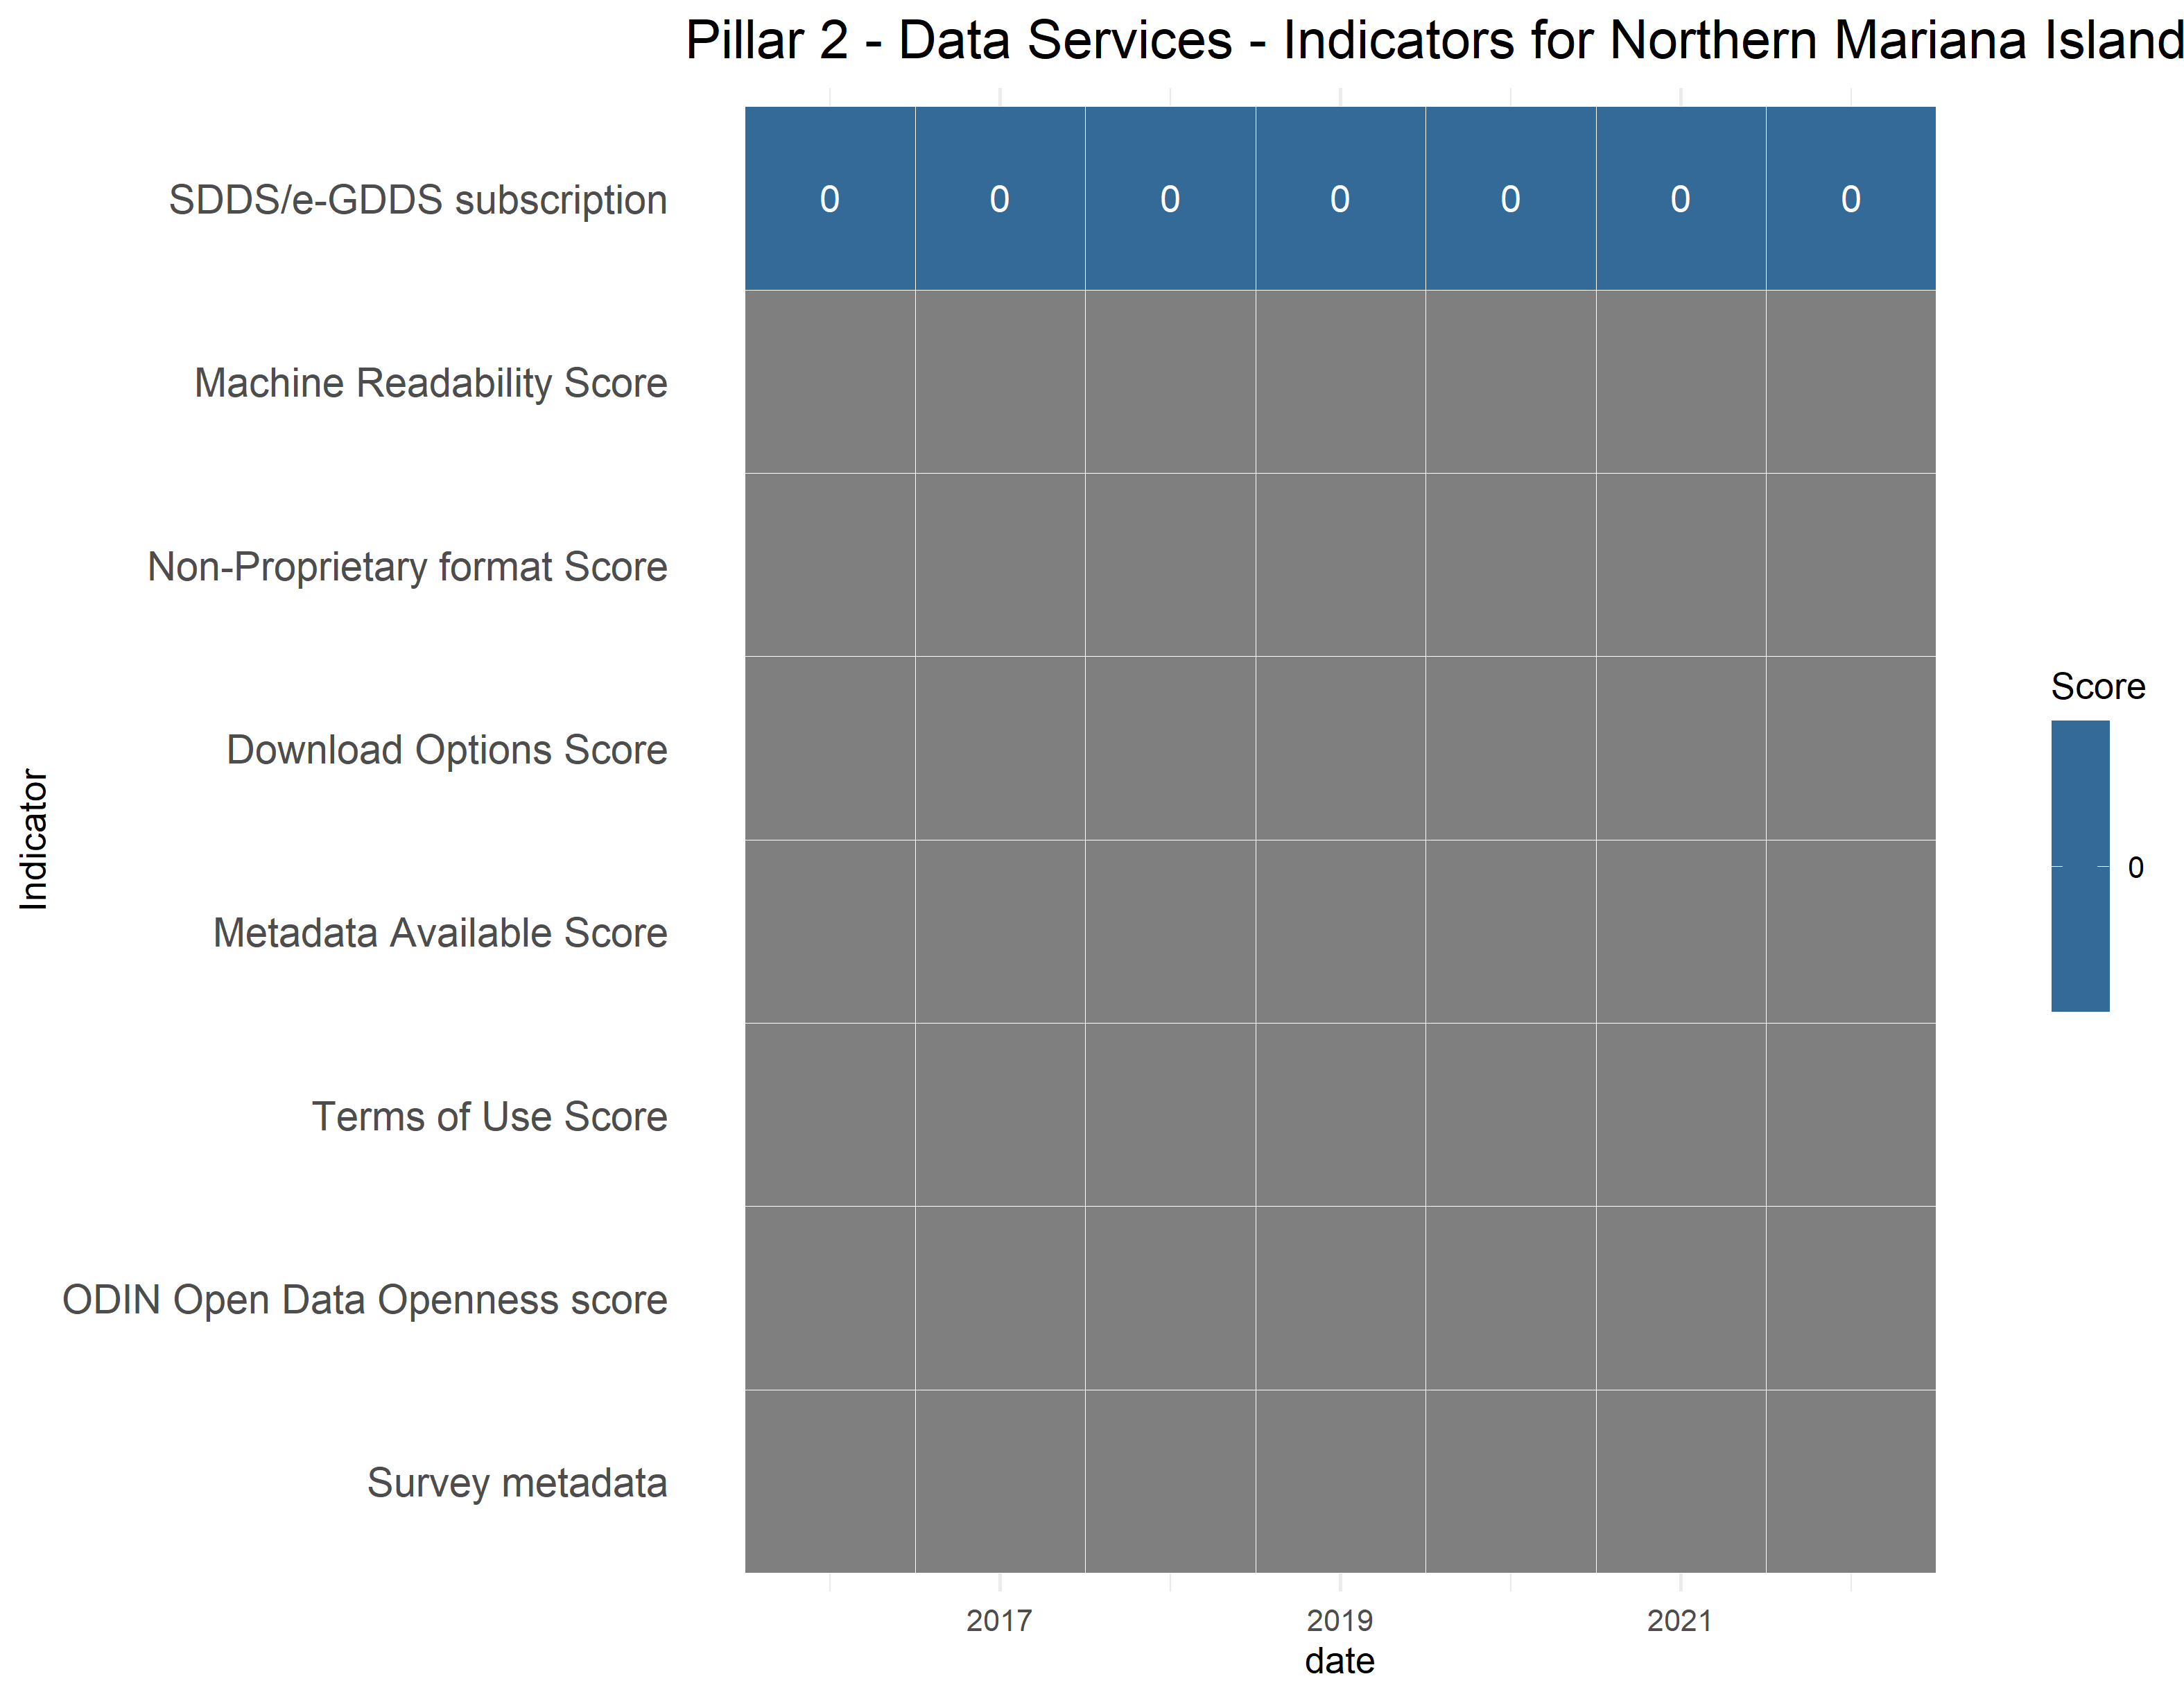 Pillar 2 - Data Services - Indicators for Northern Mariana Island
SDDS/e-GDDS subscription
0 0 0 0 0 0 0
Machine Readability Score
Non-Proprietary format Score
Download Options Score
Metadata Available Score
Terms of Use Score
ODIN Open Data Openness score
Survey metadata
Indicator
2017 2019 2021
date
Score
0